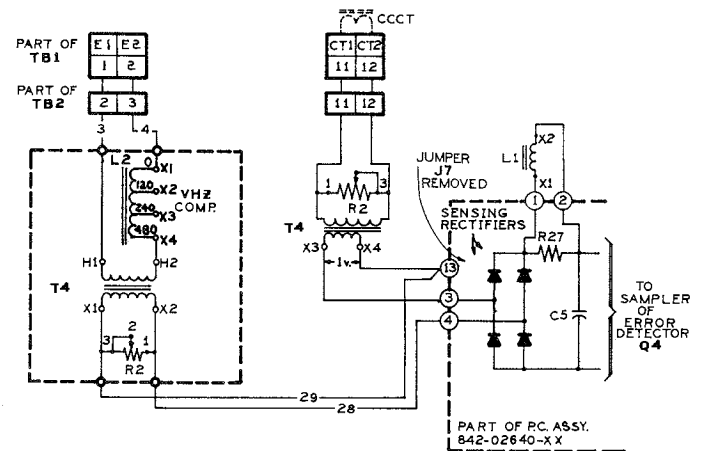 CCCT
PART OF
TB1
E1 E2
1 2
CT1 CT2
11 12
PART OF
TB2
2 3
11 12
3 4
L2
0 X1
120 X2
240 X3
480 X4
VHZ
COMP.
H1 H2
T4
X1 X2
3 2 1
R2
1 3
R2
T4
X3 X4
1v.
JUMPER
J7
REMOVED
SENSING
RECTIFIERS
L1
X2
X1
1 2
R27
13
3
4
C5
TO
SAMPLER
OF
ERROR
DETECTOR
Q4
29
28
PART OF P.C. ASSY.
842-02640-XX